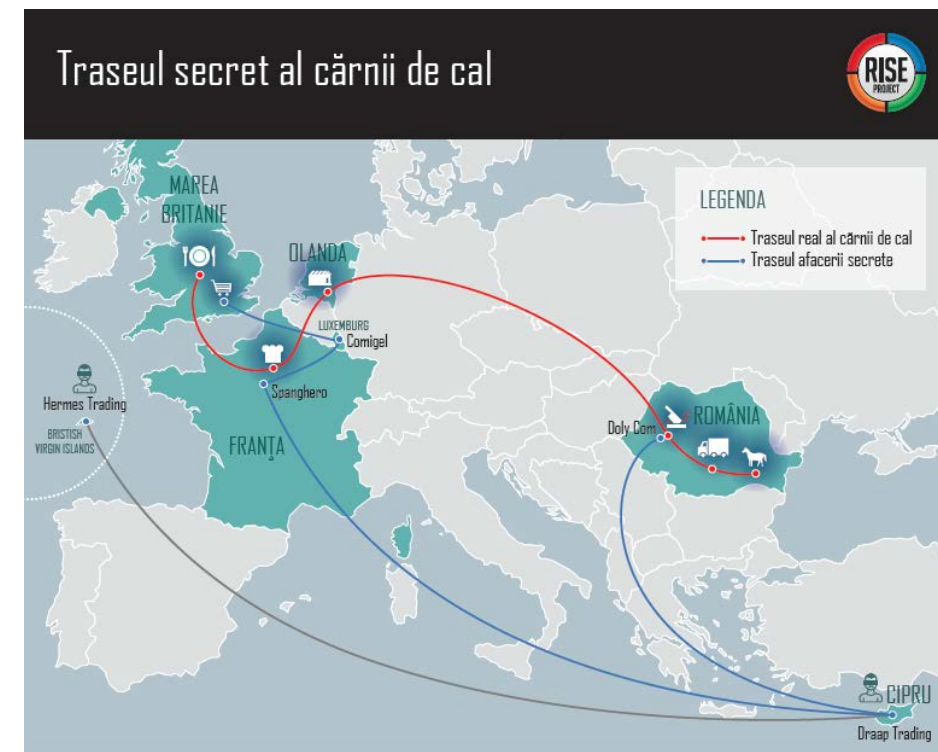 Traseul secret al cărnii de cal
RISE
PROJECT
MAREA
BRITANIE
OLANDA
LEGENDA
Traseul real al cărnii de cal
Traseul afacerii secrete
LUXEMBURG
Comigel
Spanghero
Hermes Trading
BRISTISH
VIRGIN ISLANDS
FRANŢA
Doly Com
ROMÂNIA
CIPRU
Draap Trading